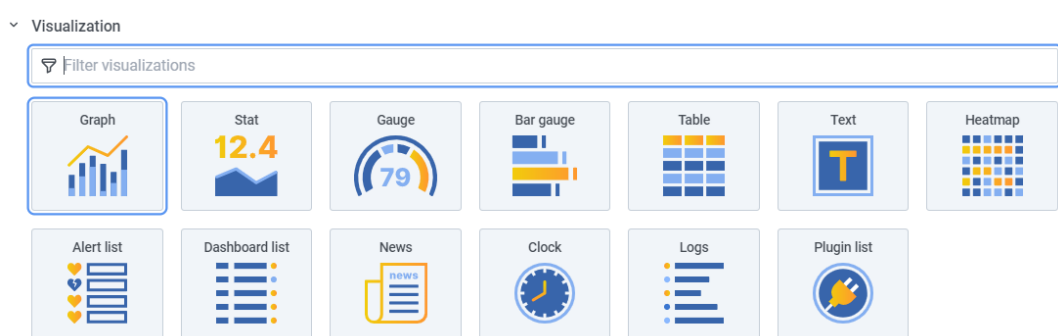 Visualization
Filter visualizations
Graph Stat Gauge Bar gauge Table Text Heatmap
12.4 79 T
Alert list Dashboard list News Clock Logs Plugin list
news